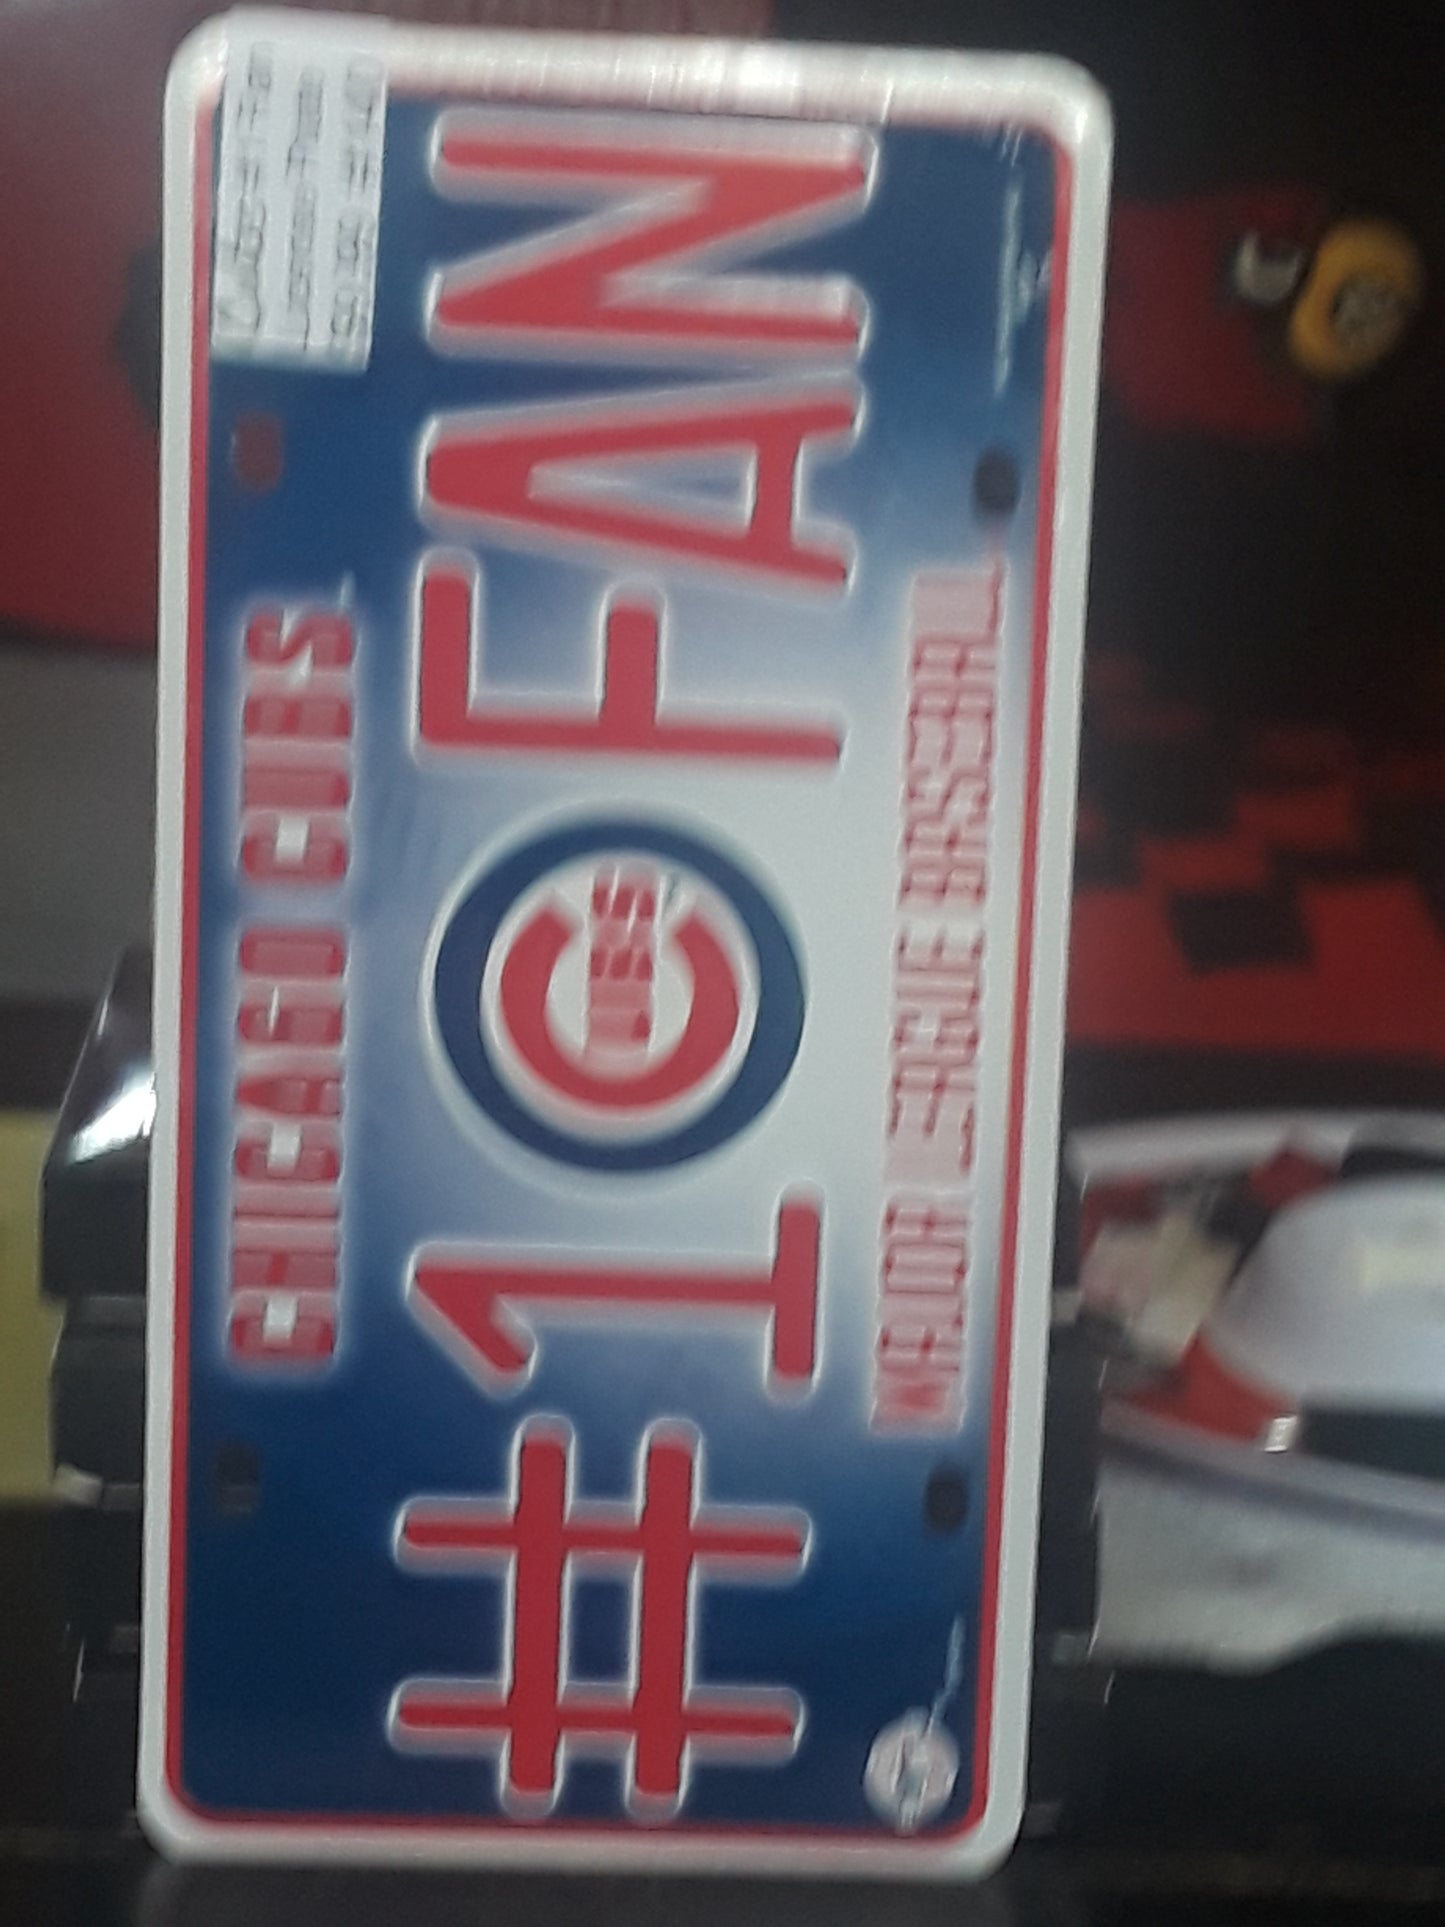 CHICAGO CUBS
#1 C FAN
MAJOR LEAGUE BASEBALL